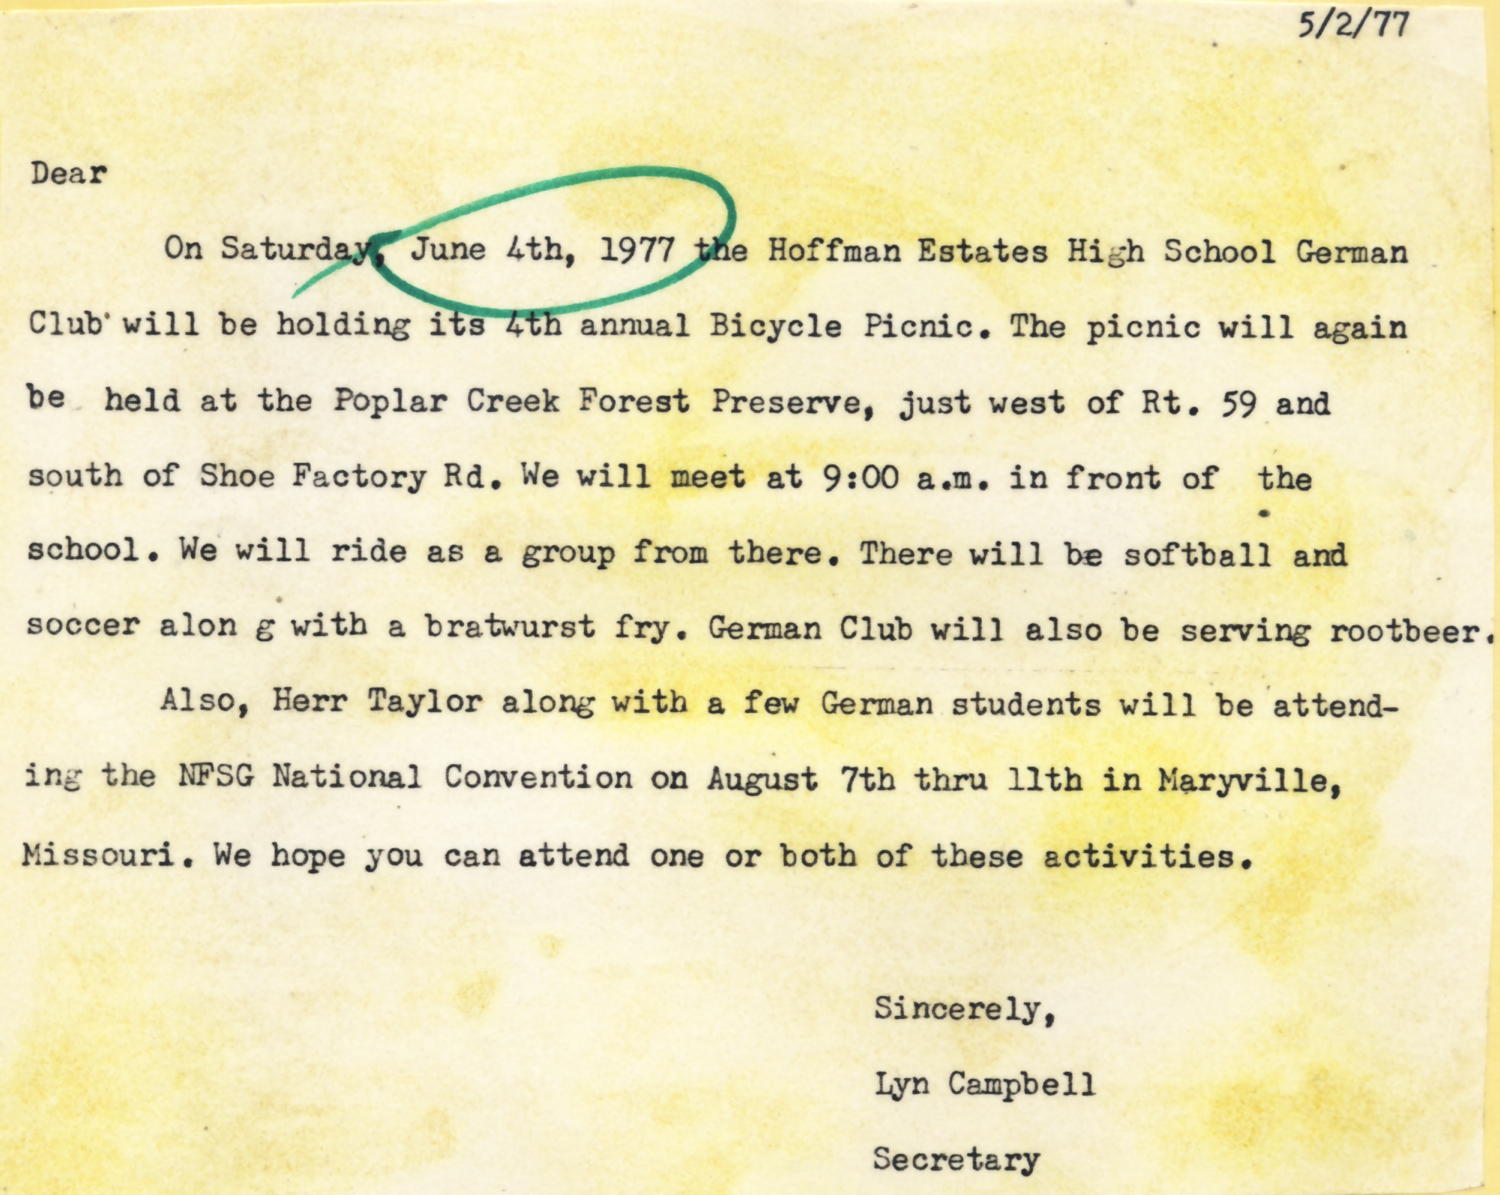 5/2/77
Dear
On Saturday, June 4th, 1977 the Hoffman Estates High School German
Club will be holding its 4th annual Bicycle Picnic. The picnic will again
be held at the Poplar Creek Forest Preserve, just west of Rt. 59 and
south of Shoe Factory Rd. We will meet at 9:00 a.m. in front of the
school. We will ride as a group from there. There will be softball and
soccer alon g with a bratwurst fry. German Club will also be serving rootbeer.
Also, Herr Taylor along with a few German students will be attend-
ing the NFSG National Convention on August 7th thru 11th in Maryville,
Missouri. We hope you can attend one or both of these activities.
Sincerely,
Lyn Campbell
Secretary